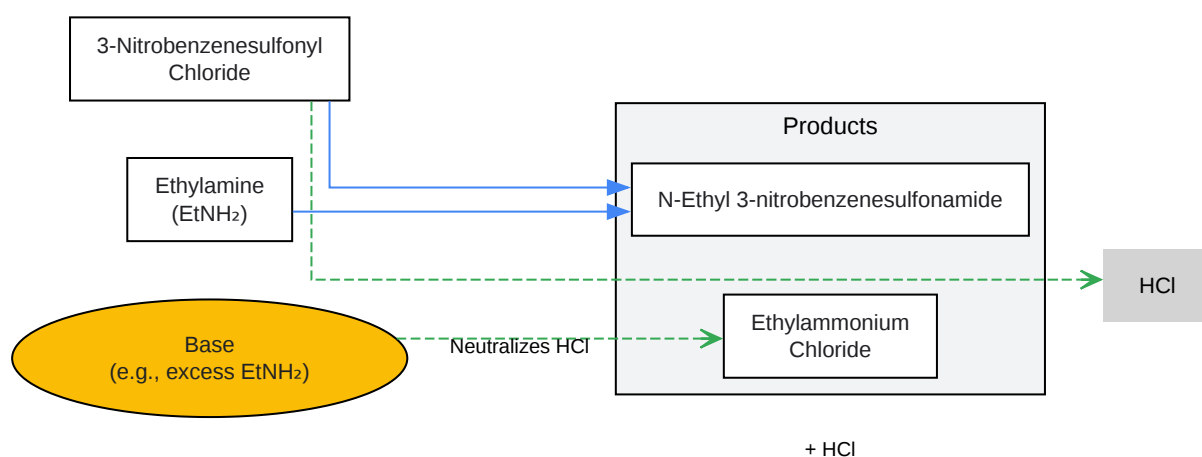 3-Nitrobenzenesulfonyl
Chloride
Products
Ethylamine
(EtNH₂)
N-Ethyl 3-nitrobenzenesulfonamide
HCl
Base
(e.g., excess EtNH₂)
Neutralizes HCl
Ethylammonium
Chloride
+ HCl